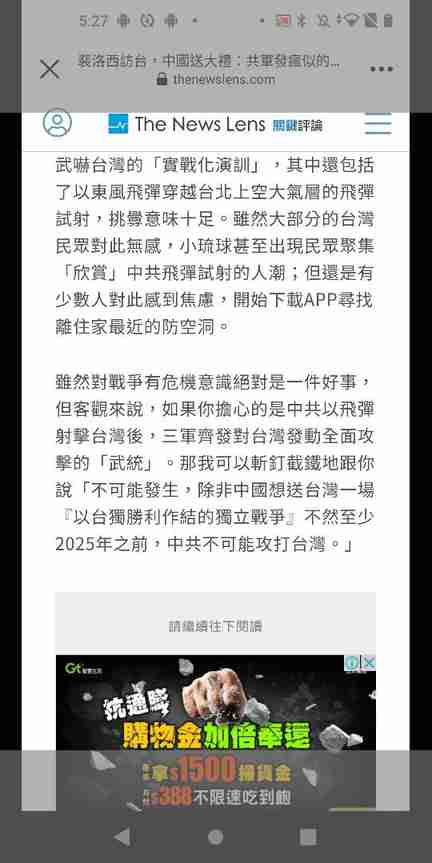 5:27
裴洛西訪台，中國送大禮：共軍發瘋似的...
thenewslens.com
The News Lens 關鍵評論
武嚇台灣的「實戰化演訓」，其中還包括
了以東風飛彈穿越台北上空大氣層的飛彈
試射，挑釁意味十足。雖然大部分的台灣
民眾對此無感，小琉球甚至出現民眾聚集
「欣賞」中共飛彈試射的人潮；但還是有
少數人對此感到焦慮，開始下載APP尋找
離住家最近的防空洞。
雖然對戰爭有危機意識絕對是一件好事，
但客觀來說，如果你擔心的是中共以飛彈
射擊台灣後，三軍齊發對台灣發動全面攻
擊的「武統」。那我可以斬釘截鐵地跟你
說「不可能發生，除非中國想送台灣一場
『以台獨勝利作結的獨立戰爭』不然至少
2025年之前，中共不可能攻打台灣。」
請繼續往下閱讀
Gt
抗通膨
購物金加倍奉還
拿$1500掃貨金
月付$388不限速吃到飽